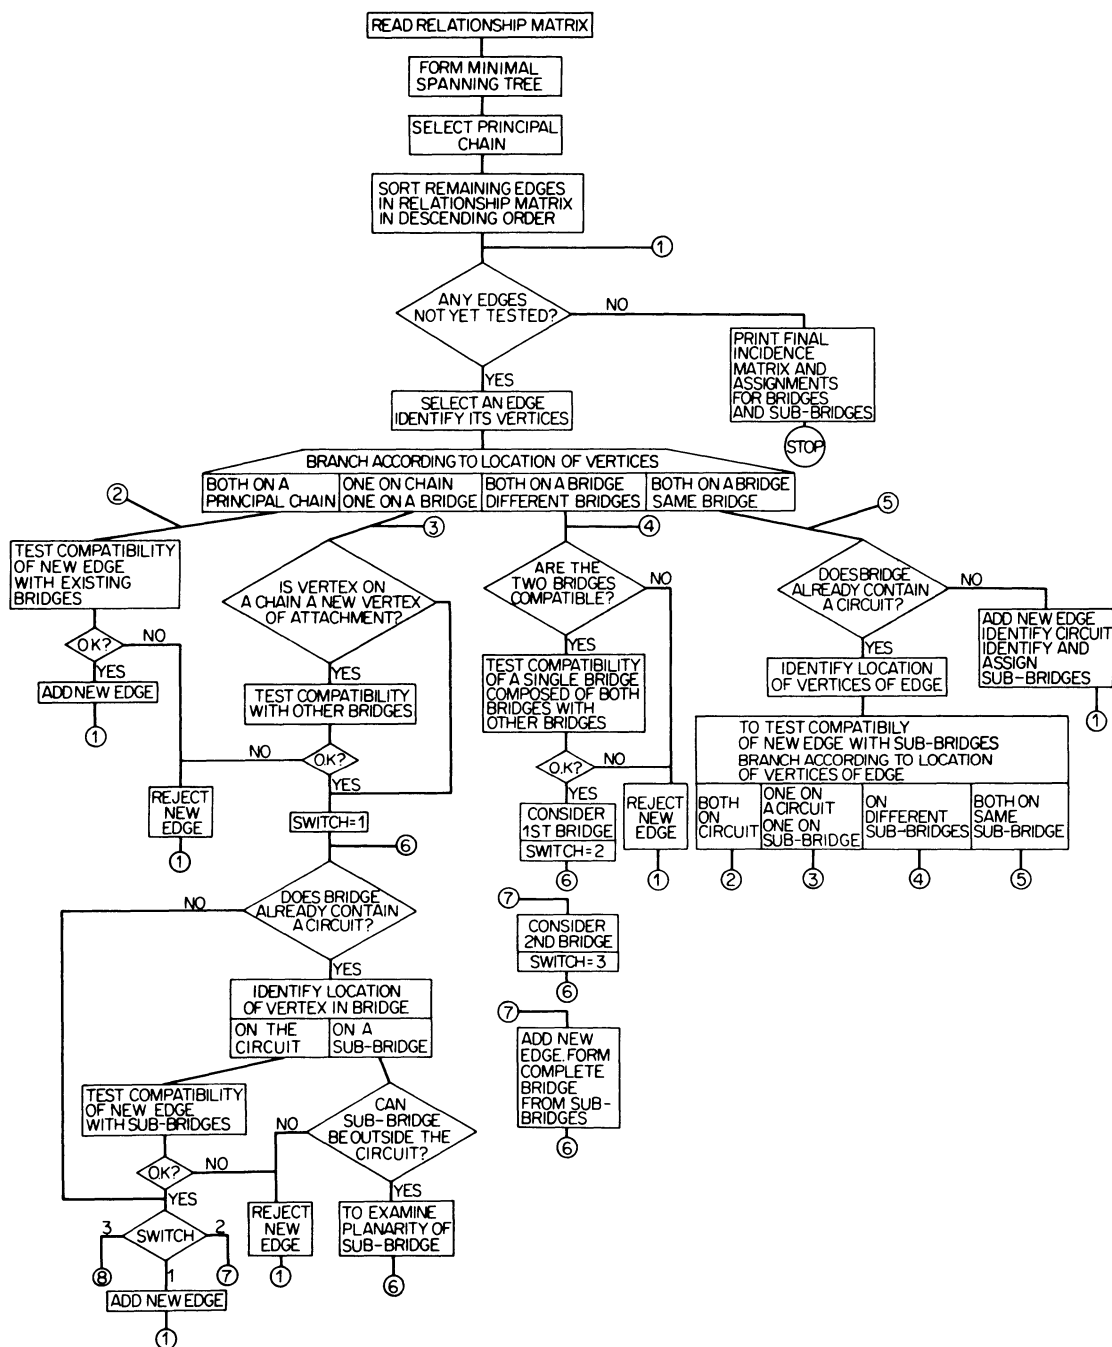 READ RELATIONSHIP MATRIX
FORM MINIMAL
SPANNING TREE
SELECT PRINCIPAL
CHAIN
SORT REMAINING EDGES
IN RELATIONSHIP MATRIX
IN DESCENDING ORDER
1
ANY EDGES
NOT YET TESTED?
NO
YES
PRINT FINAL
INCIDENCE
MATRIX AND
ASSIGNMENTS
FOR BRIDGES
AND SUB-BRIDGES
STOP
SELECT AN EDGE
IDENTIFY ITS VERTICES
BRANCH ACCORDING TO LOCATION OF VERTICES
BOTH ON A
PRINCIPAL CHAIN
ONE ON CHAIN
ONE ON A BRIDGE
BOTH ON A BRIDGE
DIFFERENT BRIDGES
BOTH ON A BRIDGE
SAME BRIDGE
2
TEST COMPATIBILITY
OF NEW EDGE
WITH EXISTING
BRIDGES
O.K?
NO
YES
ADD NEW EDGE
1
REJECT
NEW
EDGE
1
3
IS VERTEX ON
A CHAIN A NEW VERTEX
OF ATTACHMENT?
YES
TEST COMPATIBILITY
WITH OTHER BRIDGES
NO
O.K?
YES
SWITCH=1
6
DOES BRIDGE
ALREADY CONTAIN
A CIRCUIT?
NO
YES
IDENTIFY LOCATION
OF VERTEX IN BRIDGE
ON THE
CIRCUIT
ON A
SUB-BRIDGE
TEST COMPATIBILITY
OF NEW EDGE
WITH SUB-BRIDGES
O.K?
NO
YES
CAN
SUB-BRIDGE
BE OUTSIDE THE
CIRCUIT?
NO
YES
REJECT
NEW
EDGE
1
TO EXAMINE
PLANARITY OF
SUB-BRIDGE
6
3
SWITCH
2
8
1
7
ADD NEW EDGE
1
4
ARE THE
TWO BRIDGES
COMPATIBLE?
NO
YES
TEST COMPATIBILITY
OF A SINGLE BRIDGE
COMPOSED OF BOTH
BRIDGES WITH
OTHER BRIDGES
O.K?
NO
YES
CONSIDER
1ST BRIDGE
SWITCH=2
6
REJECT
NEW
EDGE
1
7
CONSIDER
2ND BRIDGE
SWITCH=3
6
7
ADD NEW
EDGE. FORM
COMPLETE
BRIDGE
FROM SUB-
BRIDGES
6
5
DOES BRIDGE
ALREADY CONTAIN
A CIRCUIT?
NO
YES
ADD NEW EDGE
IDENTIFY CIRCUIT
IDENTIFY AND
ASSIGN
SUB-BRIDGES
1
IDENTIFY LOCATION
OF VERTICES OF EDGE
TO TEST COMPATIBILY
OF NEW EDGE WITH SUB-BRIDGES
BRANCH ACCORDING TO LOCATION
OF VERTICES OF EDGE
BOTH
ON
CIRCUIT
ONE ON
A CIRCUIT
ONE ON
SUB-BRIDGE
ON
DIFFERENT
SUB-BRIDGES
BOTH ON
SAME
SUB-BRIDGE
2
3
4
5